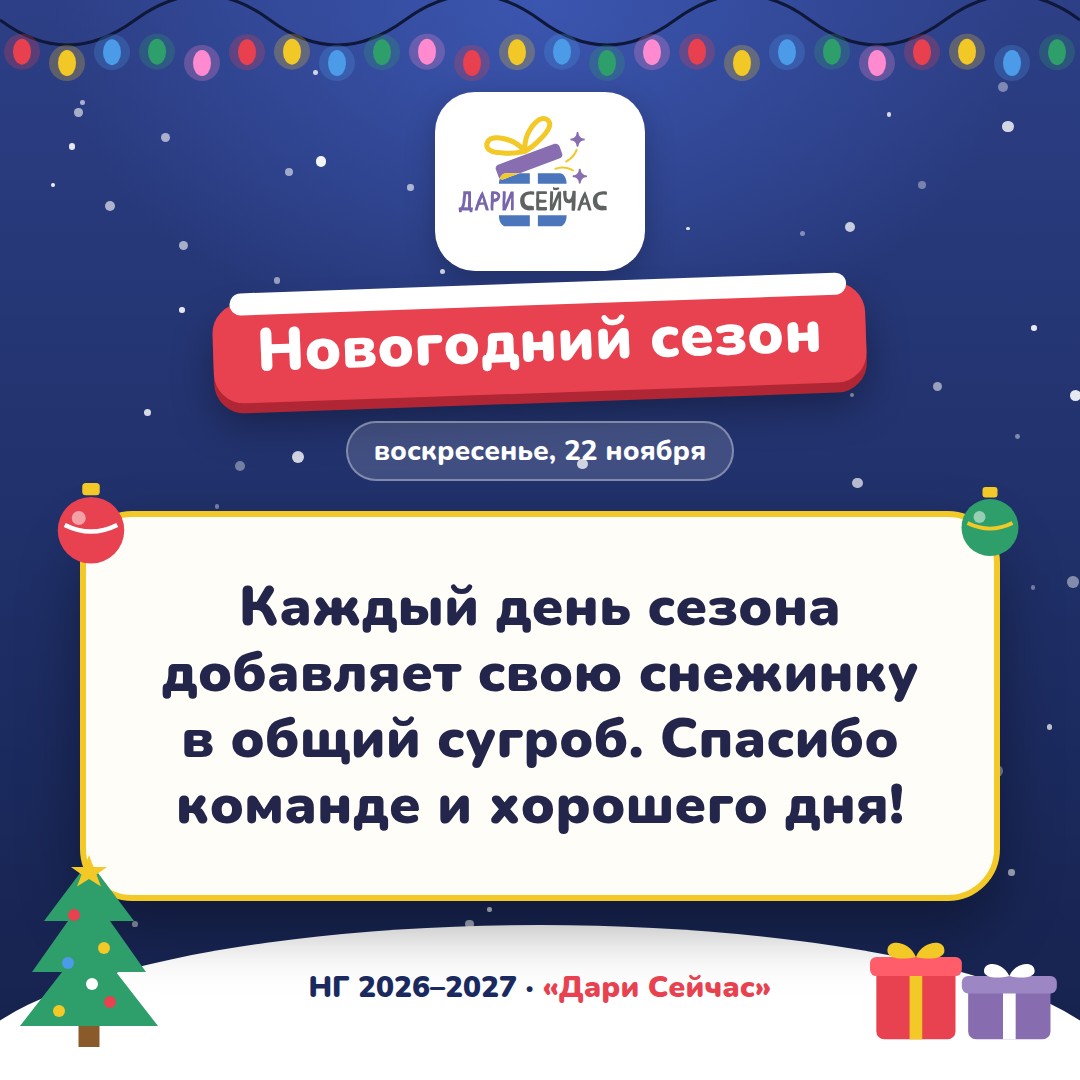 ДАРИ СЕЙЧАС
Новогодний сезон
воскресенье, 22 ноября
Каждый день сезона
добавляет свою снежинку
в общий сугроб. Спасибо
команде и хорошего дня!
НГ 2026–2027 · «Дари Сейчас»